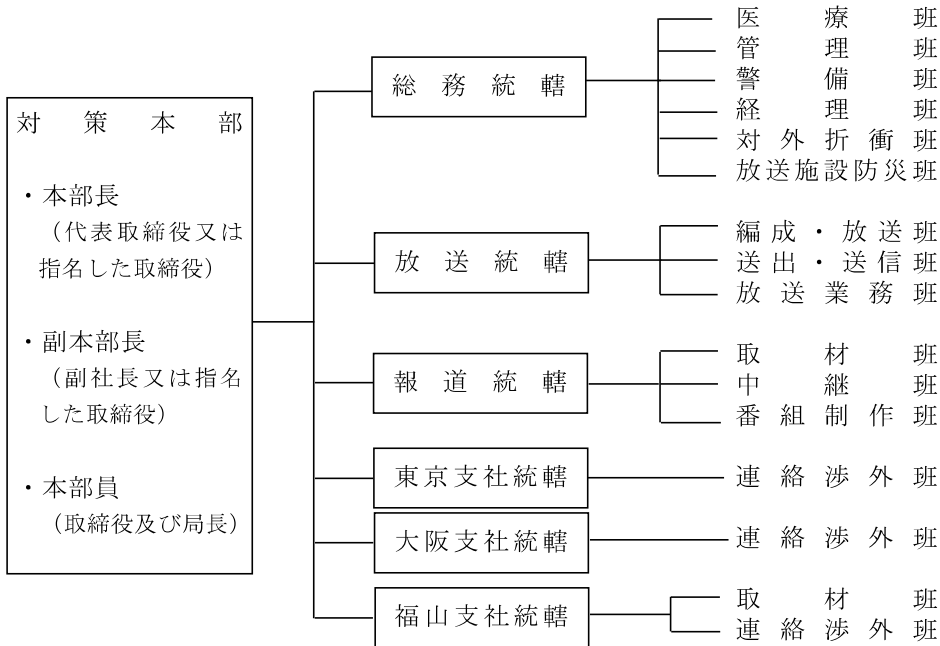 対策本部
・本部長
（代表取締役又は
指名した取締役）
・副本部長
（副社長又は指名
した取締役）
・本部員
（取締役及び局長）
総務統轄
医療班
管理班
警備班
経理班
対外折衝班
放送施設防災班
放送統轄
編成・放送班
送出・送信班
放送業務班
報道統轄
取材班
中継班
番組制作班
東京支社統轄
連絡渉外班
大阪支社統轄
連絡渉外班
福山支社統轄
取材班
連絡渉外班